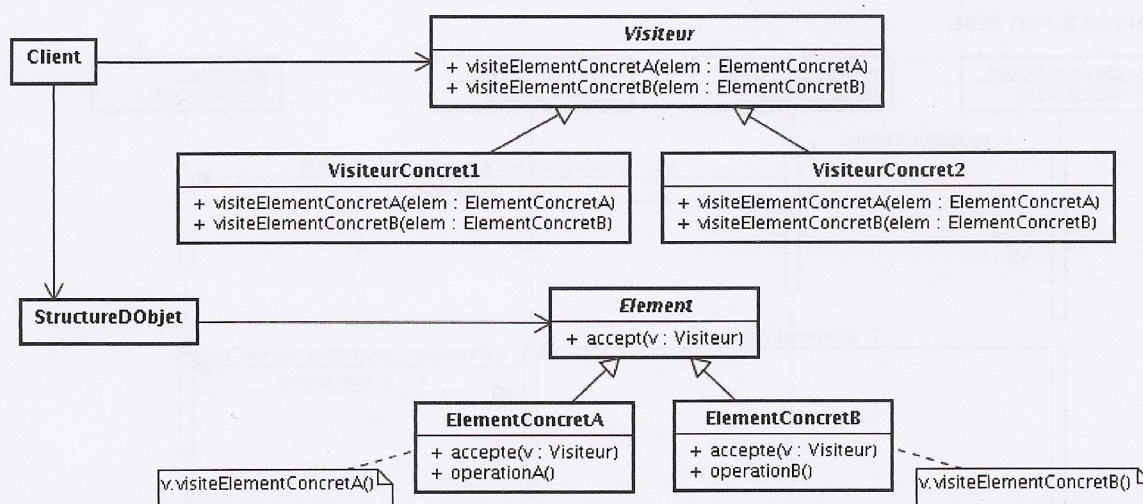 Client
Visiteur
+ visiteElementConcretA(elem : ElementConcretA)
+ visiteElementConcretB(elem : ElementConcretB)
VisiteurConcret1
+ visiteElementConcretA(elem : ElementConcretA)
+ visiteElementConcretB(elem : ElementConcretB)
VisiteurConcret2
+ visiteElementConcretA(elem : ElementConcretA)
+ visiteElementConcretB(elem : ElementConcretB)
StructureDObjet
Element
+ accept(v : Visiteur)
ElementConcretA
+ accepte(v : Visiteur)
+ operationA()
ElementConcretB
+ accepte(v : Visiteur)
+ operationB()
v.visiteElementConcretA()
v.visiteElementConcretB()